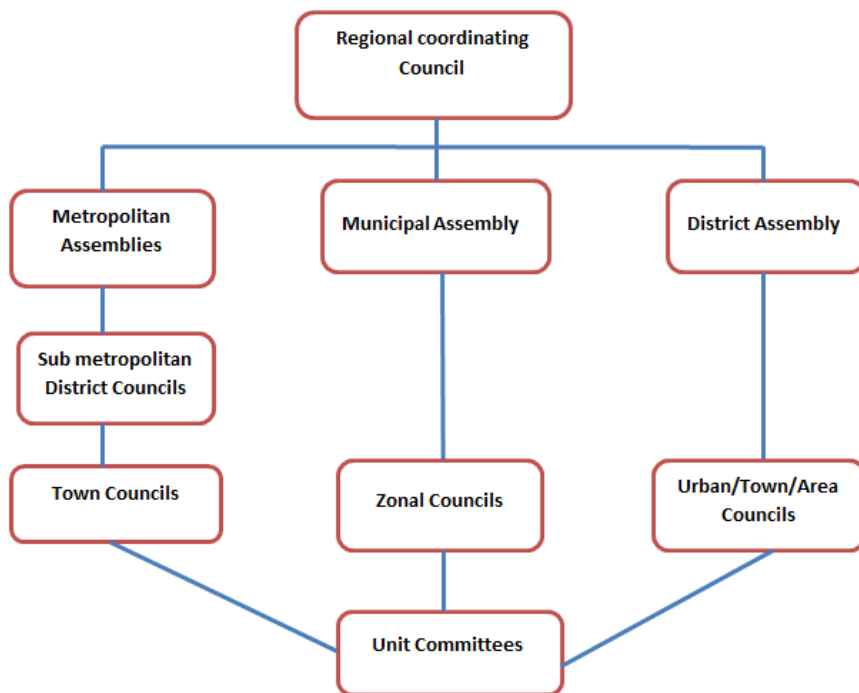 Regional coordinating
Council
Metropolitan
Assemblies
Municipal Assembly
District Assembly
Sub metropolitan
District Councils
Town Councils
Zonal Councils
Urban/Town/Area
Councils
Unit Committees